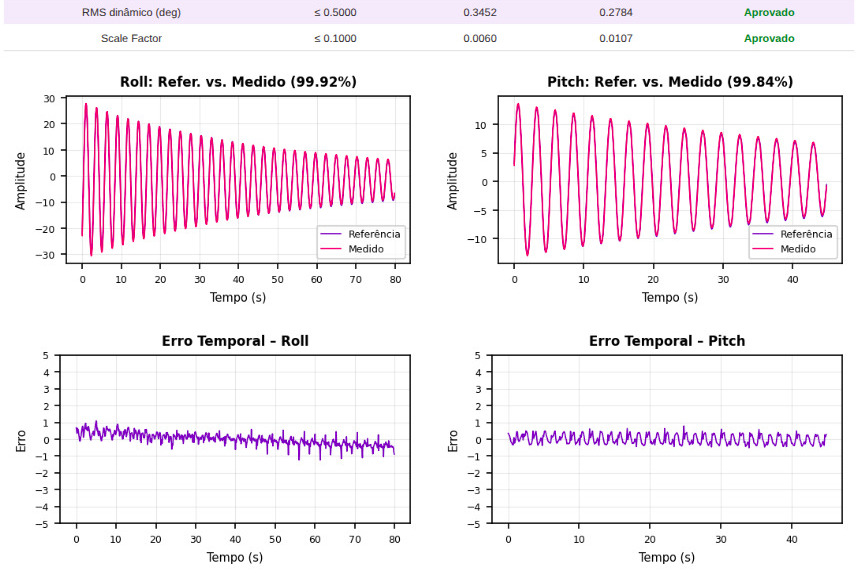 RMS dinâmico (deg) ≤ 0.5000 0.3452 0.2784 Aprovado
Scale Factor ≤ 0.1000 0.0060 0.0107 Aprovado
Roll: Refer. vs. Medido (99.92%)
30
20
10
0
−10
−20
−30
Amplitude
Referência
Medido
0 10 20 30 40 50 60 70 80
Tempo (s)
Pitch: Refer. vs. Medido (99.84%)
10
5
0
−5
−10
Amplitude
Referência
Medido
0 20 40
Tempo (s)
Erro Temporal – Roll
5
4
3
2
1
0
−1
−2
−3
−4
−5
Erro
0 10 20 30 40 50 60 70 80
Tempo (s)
Erro Temporal – Pitch
5
4
3
2
1
0
−1
−2
−3
−4
−5
Erro
0 20 40
Tempo (s)